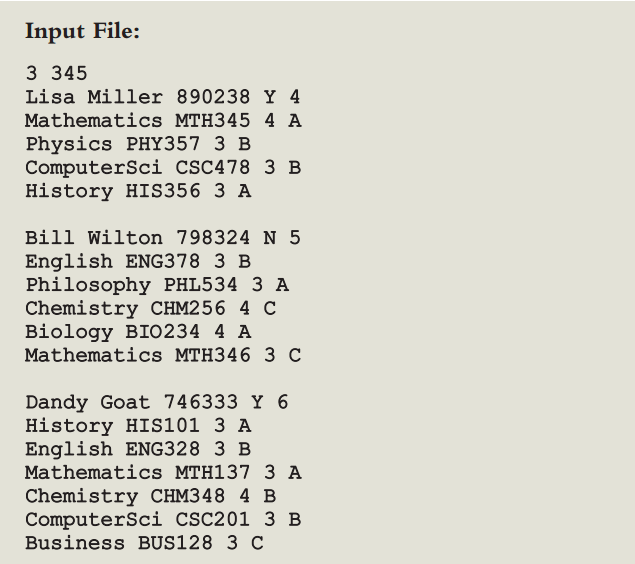 Input File:
3 345
Lisa Miller 890238 Y 4
Mathematics MTH345 4 A
Physics PHY357 3 B
ComputerSci CSC478 3 B
History HIS356 3 A
Bill Wilton 798324 N 5
English ENG378 3 B
Philosophy PHL534 3 A
Chemistry CHM256 4 C
Biology BIO234 4 A
Mathematics MTH346 3 C
Dandy Goat 746333 Y 6
History HIS101 3 A
English ENG328 3 B
Mathematics MTH137 3 A
Chemistry CHM348 4 B
ComputerSci CSC201 3 B
Business BUS128 3 C